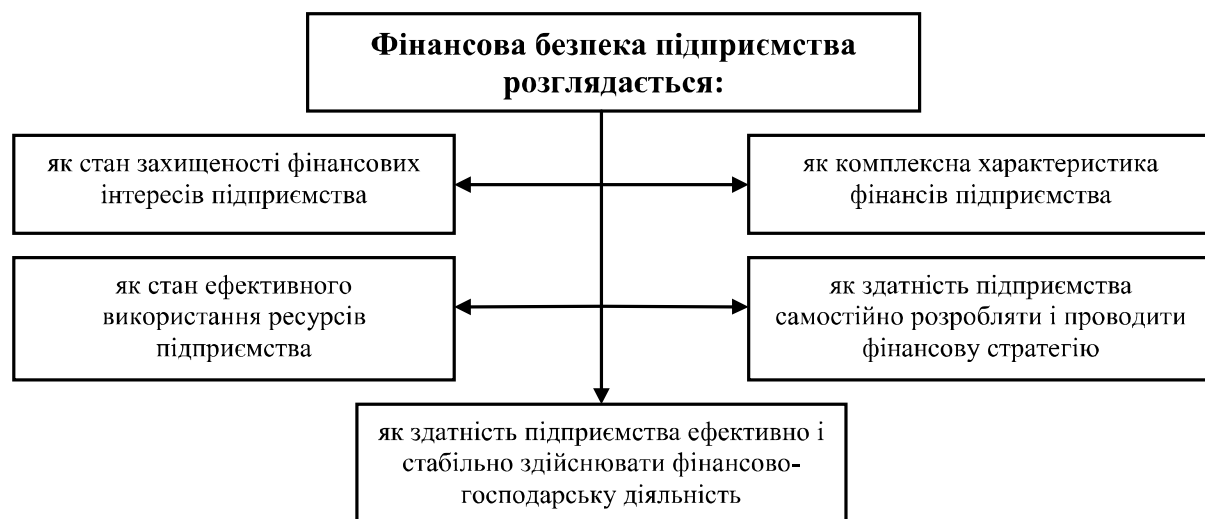 Фінансова безпека підприємства
розглядається:
як стан захищеності фінансових
інтересів підприємства
як комплексна характеристика
фінансів підприємства
як стан ефективного
використання ресурсів
підприємства
як здатність підприємства
самостійно розробляти і проводити
фінансову стратегію
як здатність підприємства ефективно і
стабільно здійснювати фінансово-
господарську діяльність